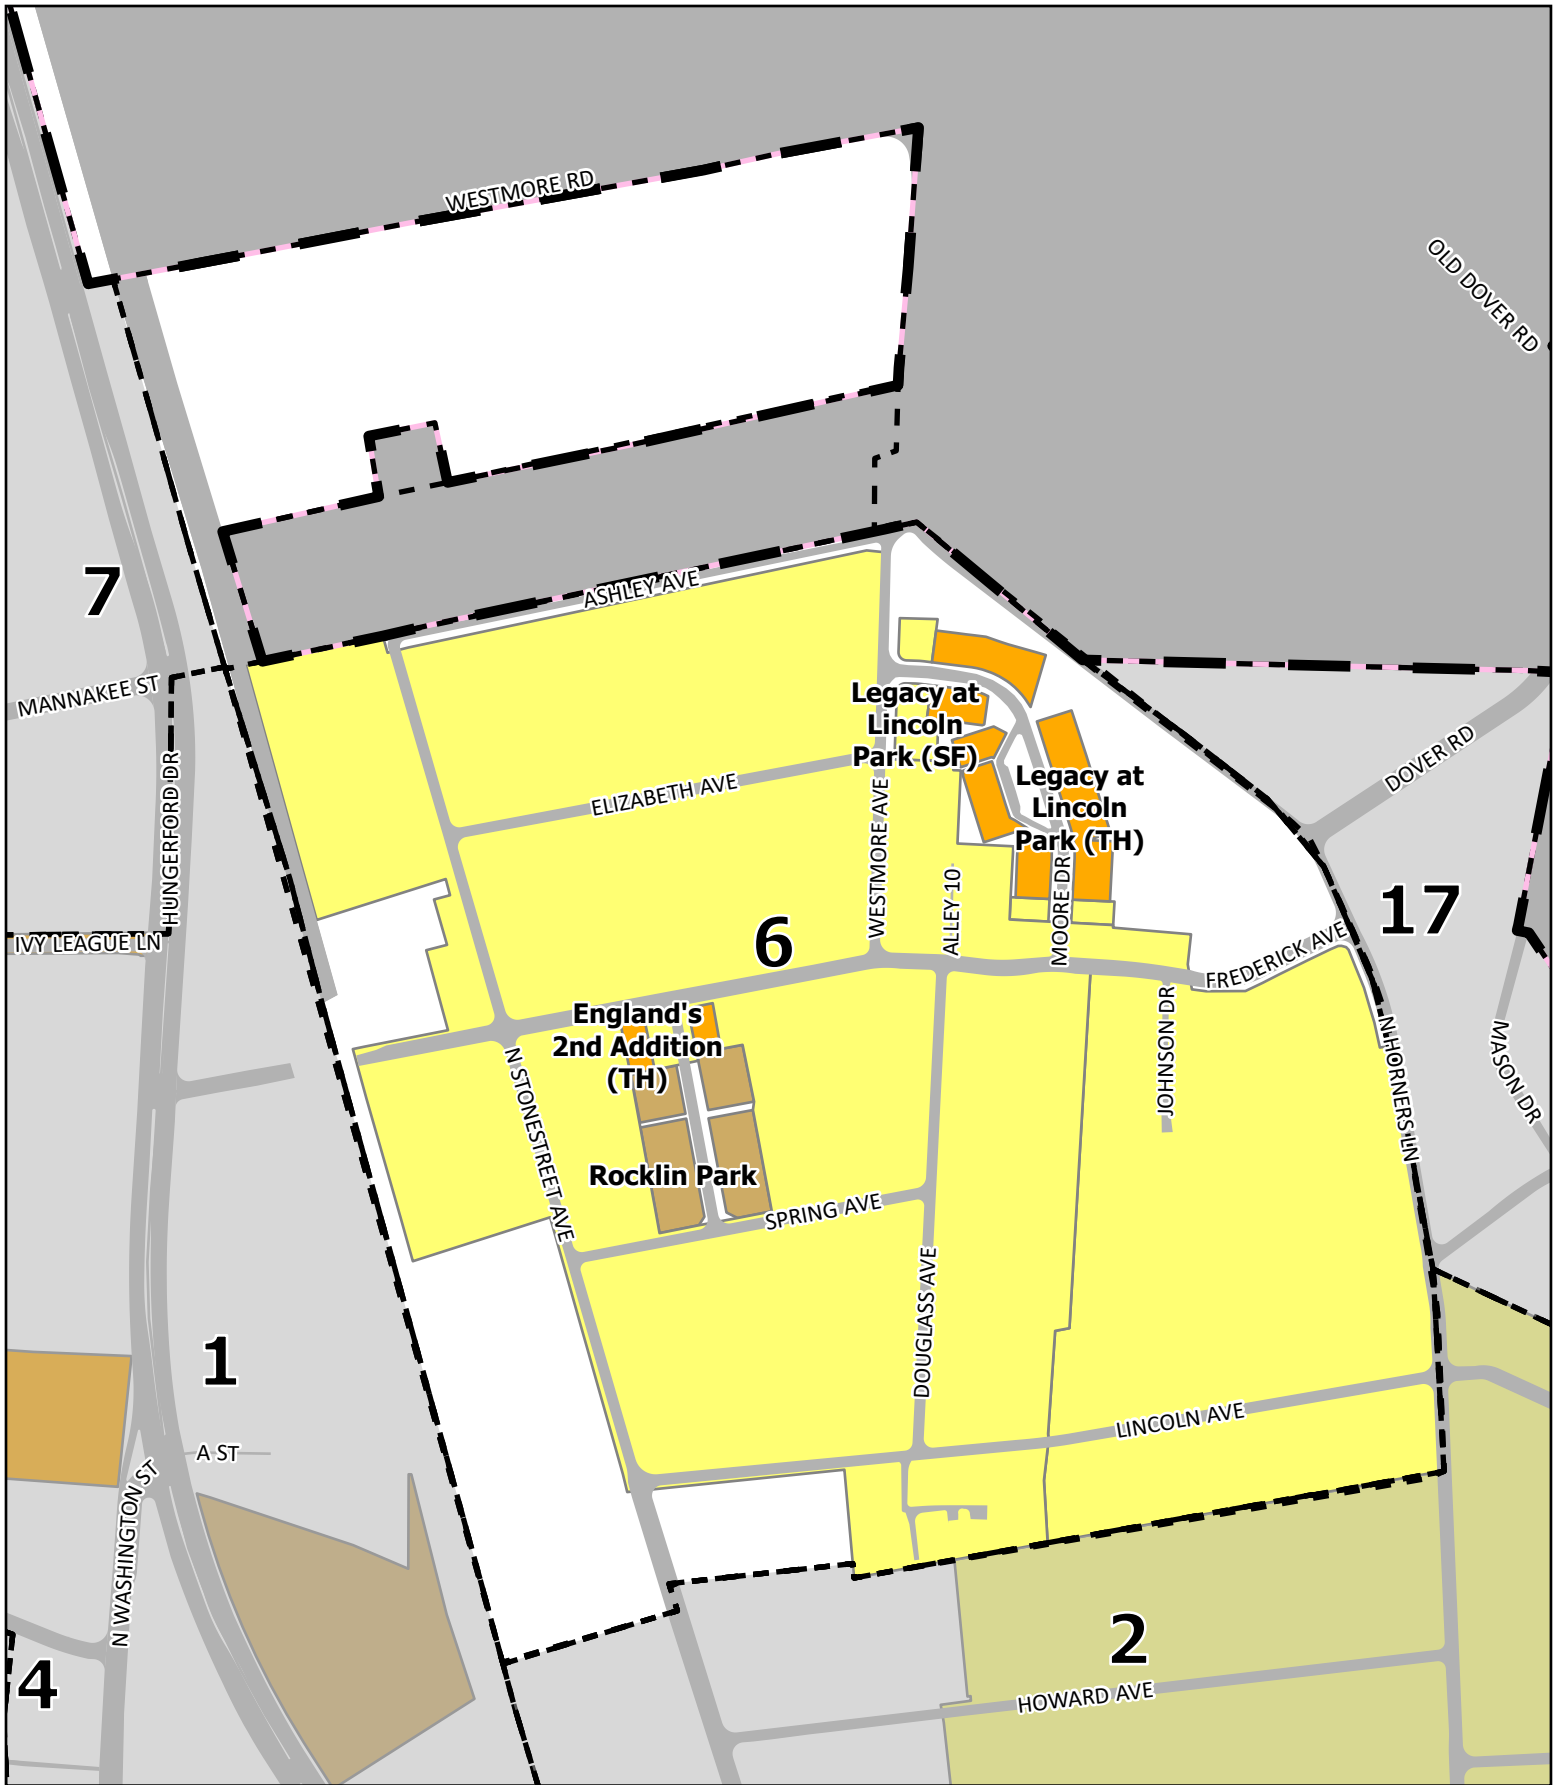 WESTMORE RD
OLD DOVER RD
7
ASHLEY AVE
MANNAKEE ST
Legacy at
Lincoln
Park (SF)
DOVER RD
Legacy at
Lincoln
Park (TH)
ELIZABETH AVE
HUNGERFORD DR
WESTMORE AVE
ALLEY 10
MOORE DR
17
6
IVY LEAGUE LN
FREDERICK AVE
England's
2nd Addition
(TH)
JOHNSON DR
N HORNERS LN
MASON DR
N STONESTREET AVE
Rocklin Park
SPRING AVE
DOUGLASS AVE
1
LINCOLN AVE
A ST
N WASHINGTON ST
2
4
HOWARD AVE